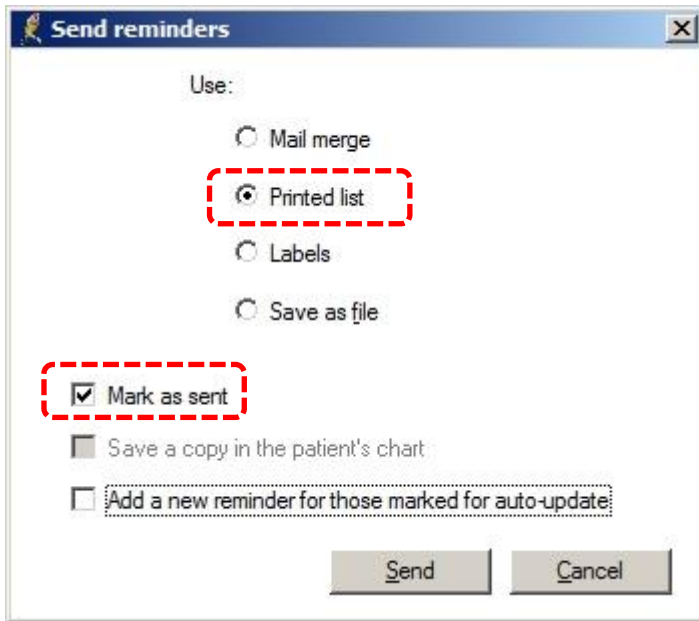 Send reminders
Use:
Mail merge
Printed list
Labels
Save as file
Mark as sent
Save a copy in the patient's chart
Add a new reminder for those marked for auto-update
Send Cancel